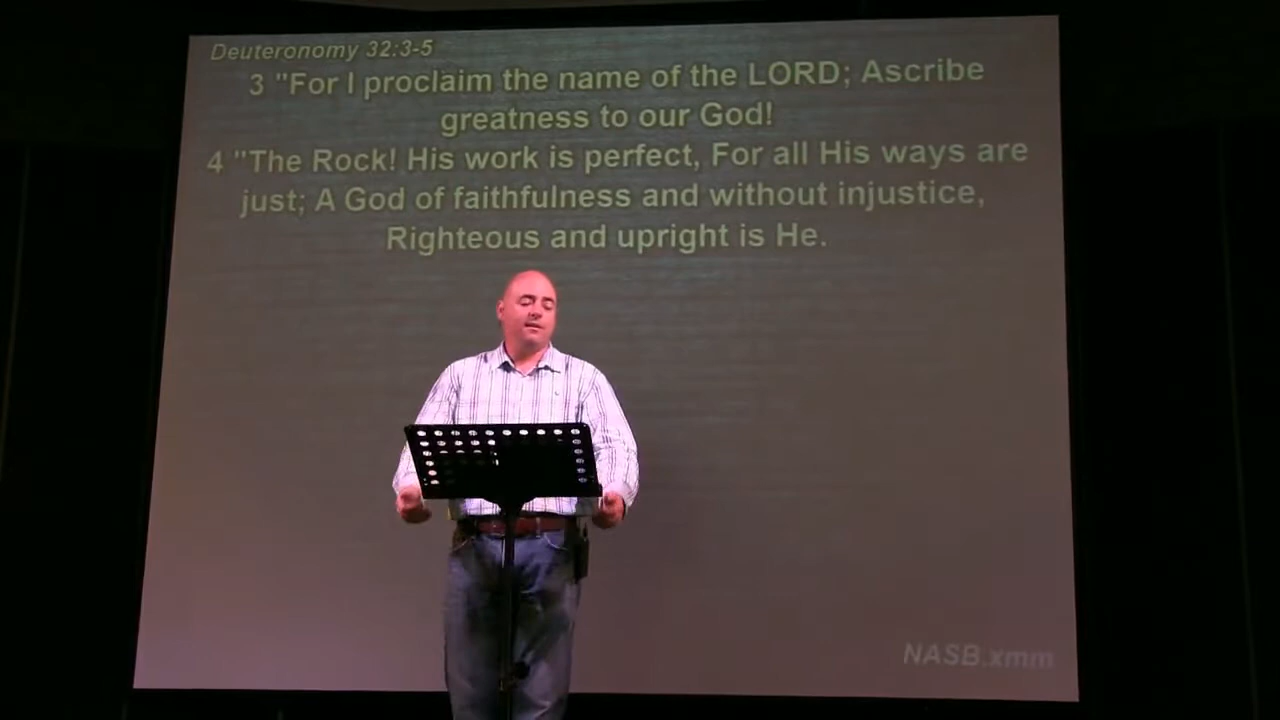 Deuteronomy 32:3-5
3 "For I proclaim the name of the LORD; Ascribe
greatness to our God!
4 "The Rock! His work is perfect, For all His ways are
just; A God of faithfulness and without injustice,
Righteous and upright is He.
NASB.xmm